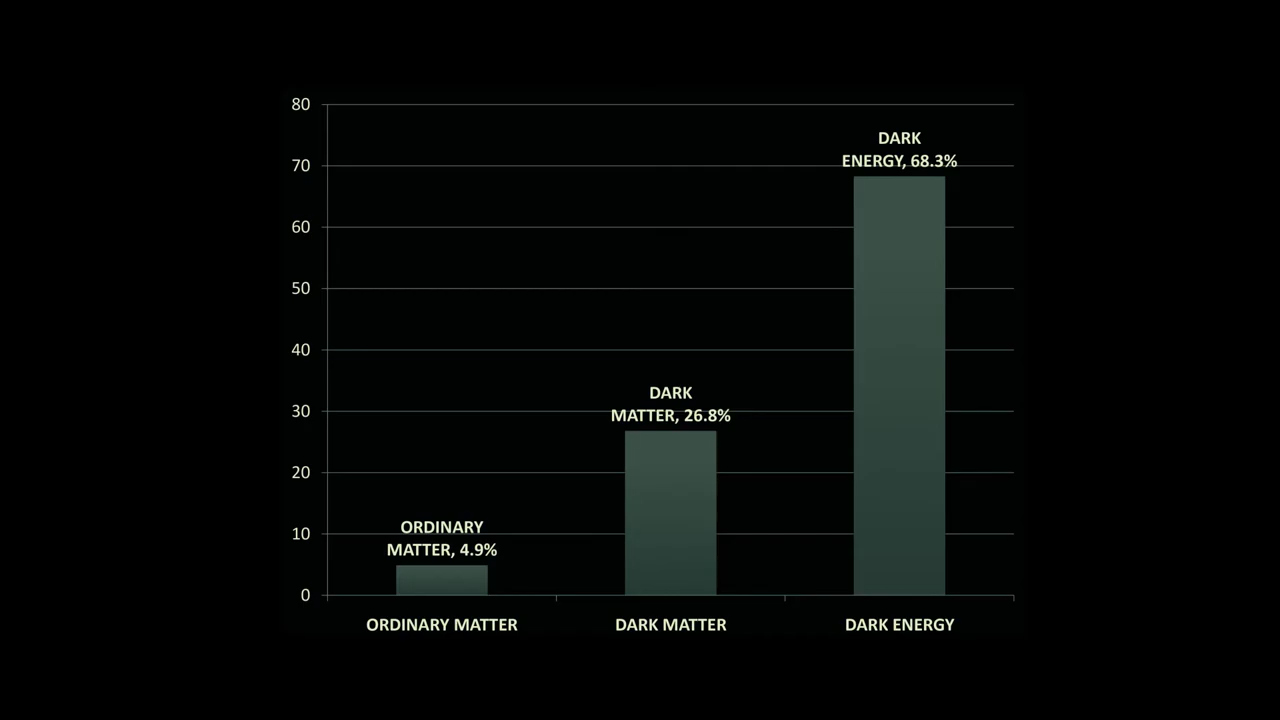 80
DARK
ENERGY, 68.3%
70
60
50
40
DARK
MATTER, 26.8%
30
20
ORDINARY
MATTER, 4.9%
10
0
ORDINARY MATTER
DARK MATTER
DARK ENERGY